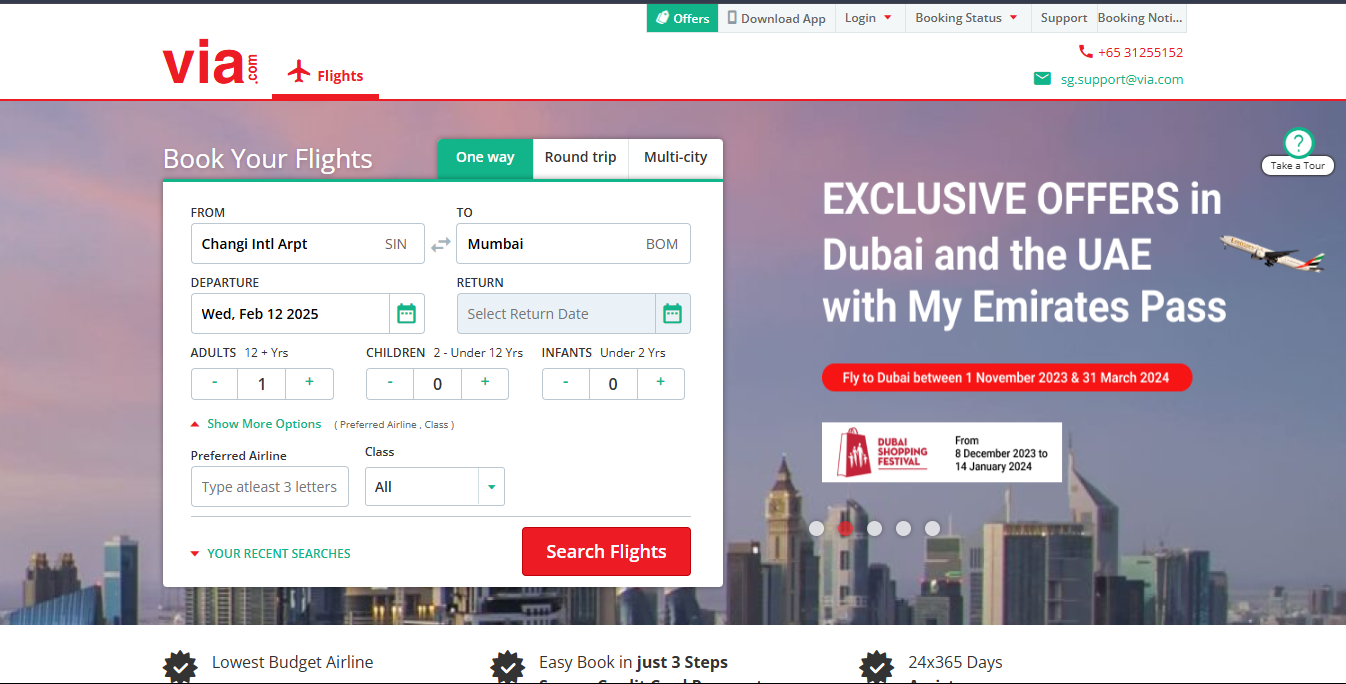 Offers
Download App
Login
Booking Status
Support
Booking Noti...
via.com
Flights
+65 31255152
sg.support@via.com
Book Your Flights
One way
Round trip
Multi-city
Take a Tour
FROM
TO
Changi Intl Arpt SIN
Mumbai BOM
DEPARTURE
RETURN
Wed, Feb 12 2025
Select Return Date
ADULTS 12 + Yrs
CHILDREN 2 - Under 12 Yrs
INFANTS Under 2 Yrs
- 1 +
- 0 +
- 0 +
Show More Options ( Preferred Airline , Class )
Preferred Airline
Class
Type atleast 3 letters
All
YOUR RECENT SEARCHES
Search Flights
EXCLUSIVE OFFERS in
Dubai and the UAE
with My Emirates Pass
Fly to Dubai between 1 November 2023 & 31 March 2024
DUBAI
SHOPPING
FESTIVAL
From
8 December 2023 to
14 January 2024
Lowest Budget Airline
Easy Book in just 3 Steps
24x365 Days